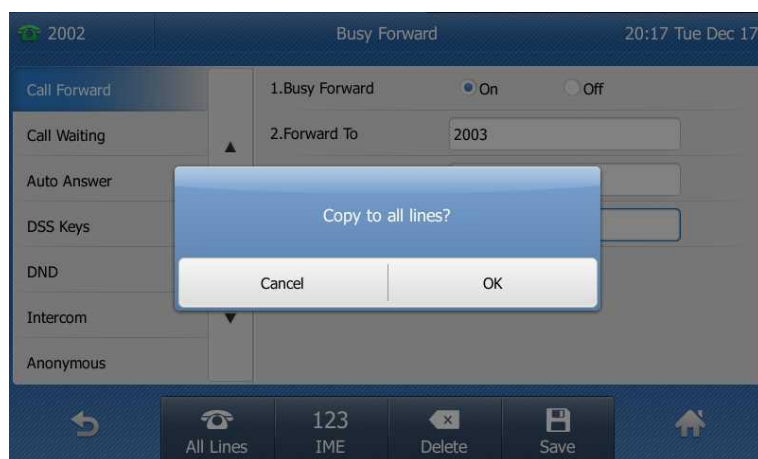 2002 Busy Forward 20:17 Tue Dec 17
Call Forward
Call Waiting
Auto Answer
DSS Keys
DND
Intercom
Anonymous
1.Busy Forward On Off
2.Forward To 2003
Copy to all lines?
Cancel OK
All Lines
123
IME
Delete
Save